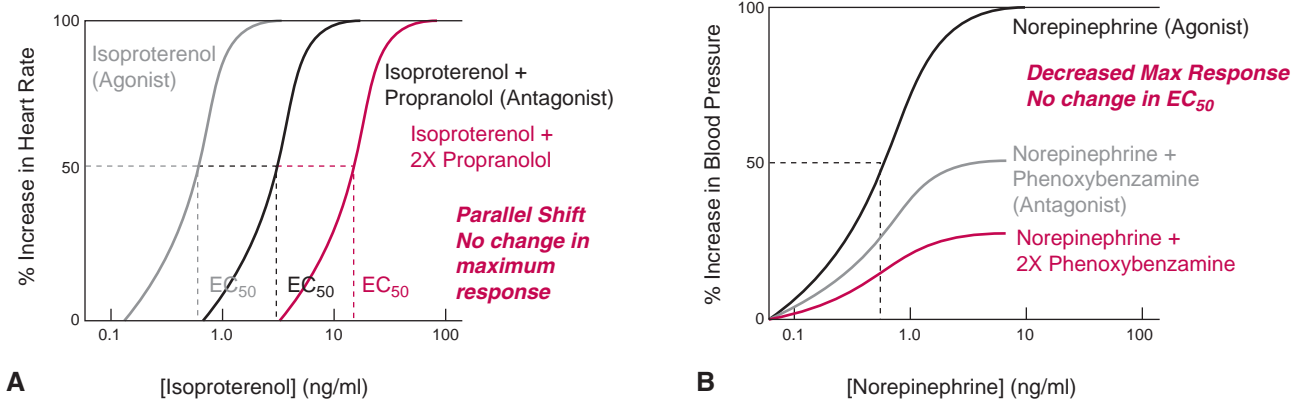 % Increase in Heart Rate
100
50
0
Isoproterenol
(Agonist)
Isoproterenol +
Propranolol (Antagonist)
Isoproterenol +
2X Propranolol
Parallel Shift
No change in
maximum
response
EC50
EC50
EC50
0.1
1.0
10
100
A
[Isoproterenol] (ng/ml)
% Increase in Blood Pressure
100
50
0
Norepinephrine (Agonist)
Decreased Max Response
No change in EC50
Norepinephrine +
Phenoxybenzamine
(Antagonist)
Norepinephrine +
2X Phenoxybenzamine
0.1
1.0
10
100
B
[Norepinephrine] (ng/ml)